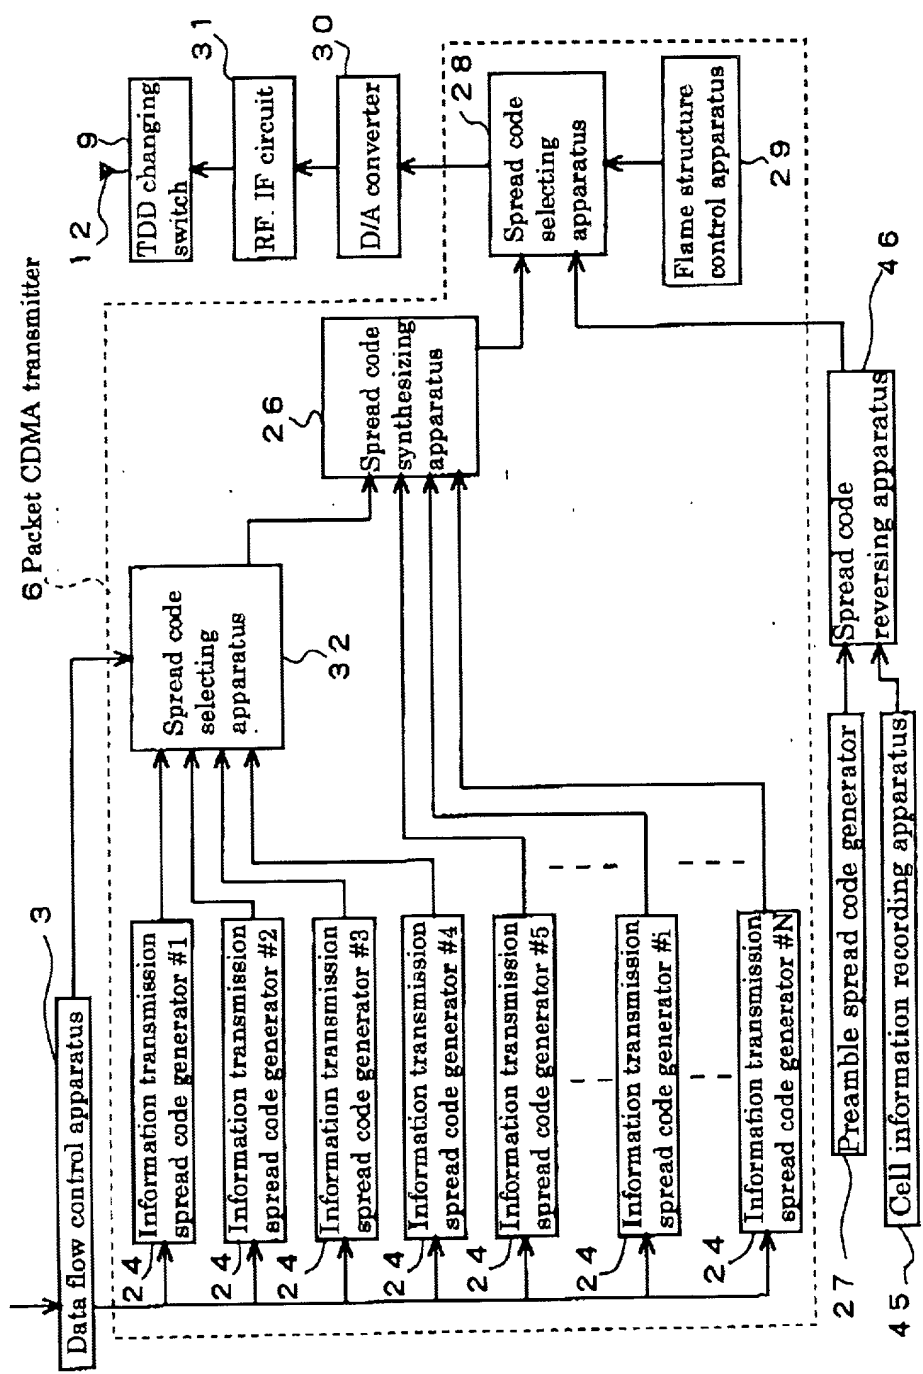 6 Packet CDMA transmitter
3
Data flow control apparatus
24
Information transmission
spread code generator #1
24
Information transmission
spread code generator #2
24
Information transmission
spread code generator #3
24
Information transmission
spread code generator #4
24
Information transmission
spread code generator #5
24
Information transmission
spread code generator #i
24
Information transmission
spread code generator #N
Spread code
selecting
apparatus
32
26
Spread code
synthesizing
apparatus
12
9
TDD changing
switch
31
RF. IF circuit
30
D/A converter
28
Spread code
selecting
apparatus
Flame structure
control apparatus
29
27
Preamble spread code generator
45
Cell information recording apparatus
Spread code
reversing apparatus
46